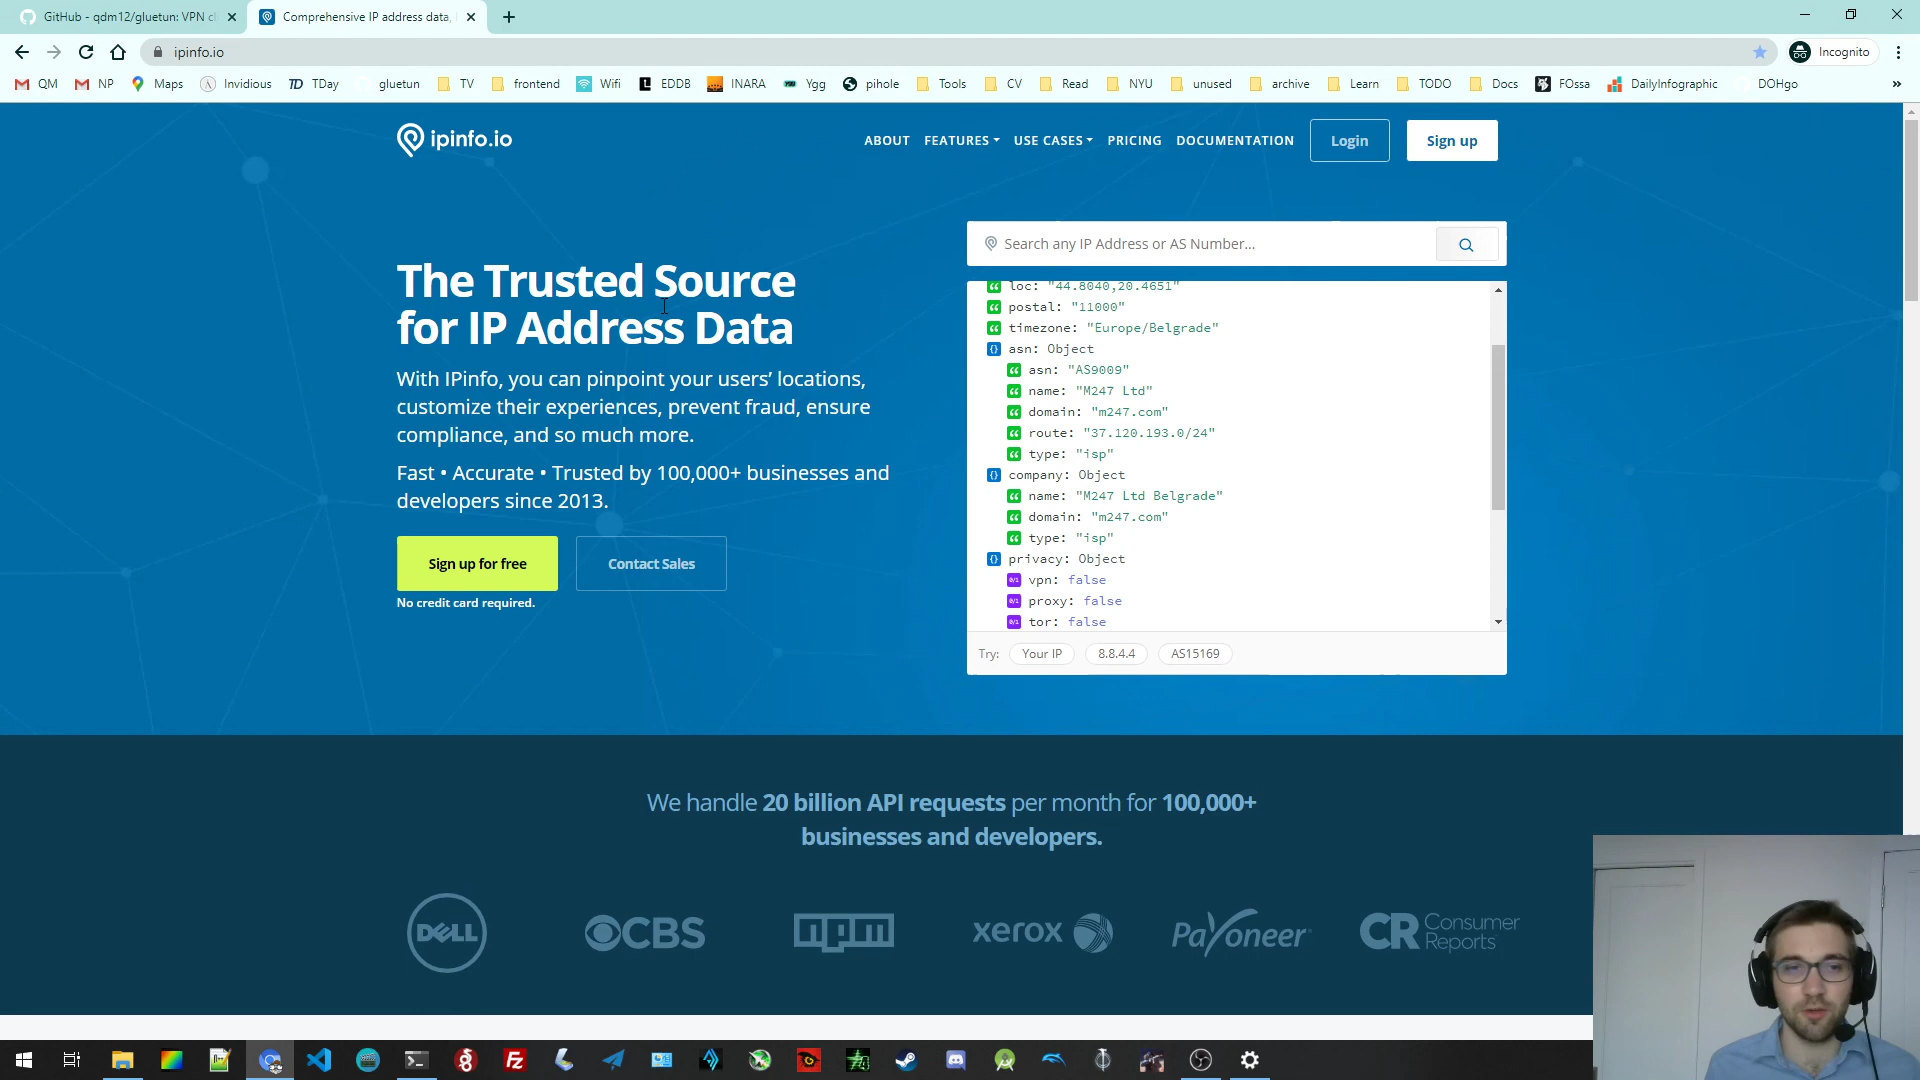 GitHub - qdm12/gluetun: VPN cl
Comprehensive IP address data,
ipinfo.io
Incognito
QM
NP
Maps
Invidious
TD TDay
gluetun
TV
frontend
Wifi
EDDB
INARA
Ygg
pihole
Tools
CV
Read
NYU
unused
archive
Learn
TODO
Docs
FOssa
DailyInfographic
DOHgo
»
ipinfo.io
ABOUT
FEATURES
USE CASES
PRICING
DOCUMENTATION
Login
Sign up
The Trusted Source
for IP Address Data
With IPinfo, you can pinpoint your users’ locations,
customize their experiences, prevent fraud, ensure
compliance, and so much more.
Fast • Accurate • Trusted by 100,000+ businesses and
developers since 2013.
Sign up for free
Contact Sales
No credit card required.
Search any IP Address or AS Number...
loc: "44.8040,20.4651"
postal: "11000"
timezone: "Europe/Belgrade"
{} asn: Object
asn: "AS9009"
name: "M247 Ltd"
domain: "m247.com"
route: "37.120.193.0/24"
type: "isp"
{} company: Object
name: "M247 Ltd Belgrade"
domain: "m247.com"
type: "isp"
{} privacy: Object
0/1 vpn: false
0/1 proxy: false
0/1 tor: false
Try:
Your IP
8.8.4.4
AS15169
We handle 20 billion API requests per month for 100,000+
businesses and developers.
DELL
CBS
npm
xerox
Payoneer
CR Consumer
Reports